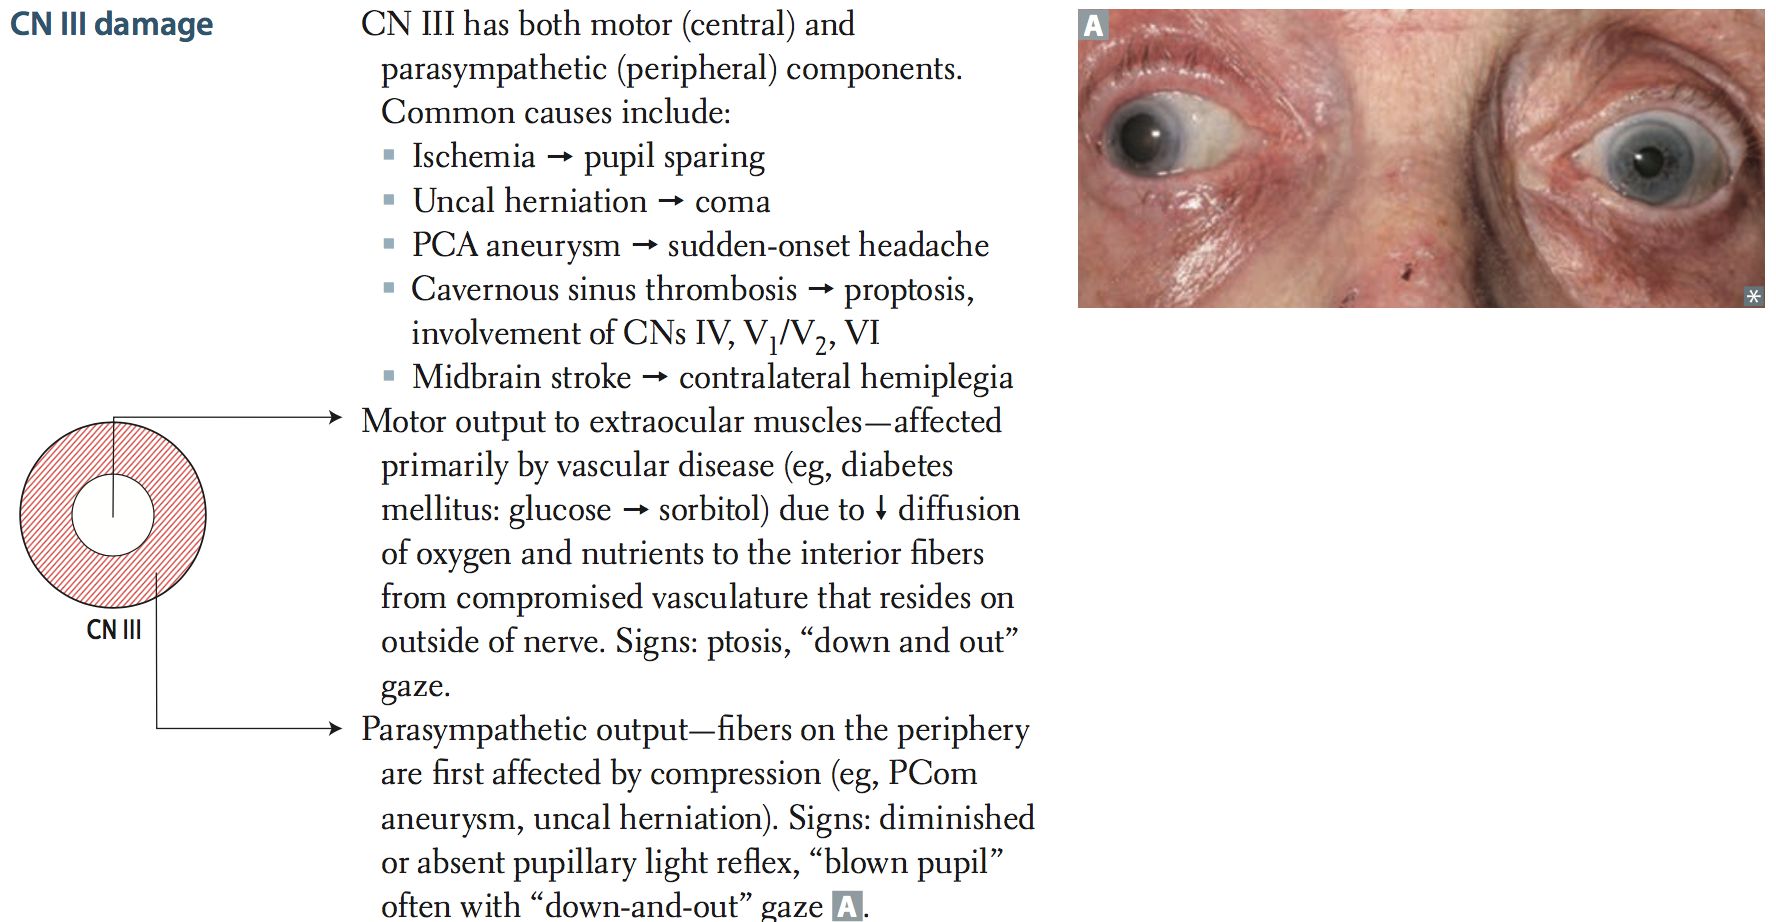 CN III damage
CN III has both motor (central) and
parasympathetic (peripheral) components.
Common causes include:
▪ Ischemia → pupil sparing
▪ Uncal herniation → coma
▪ PCA aneurysm → sudden-onset headache
▪ Cavernous sinus thrombosis → proptosis,
involvement of CNs IV, V₁/V₂, VI
▪ Midbrain stroke → contralateral hemiplegia
Motor output to extraocular muscles—affected
primarily by vascular disease (eg, diabetes
mellitus: glucose → sorbitol) due to ↓ diffusion
of oxygen and nutrients to the interior fibers
from compromised vasculature that resides on
outside of nerve. Signs: ptosis, “down and out”
gaze.
Parasympathetic output—fibers on the periphery
are first affected by compression (eg, PCom
aneurysm, uncal herniation). Signs: diminished
or absent pupillary light reflex, “blown pupil”
often with “down-and-out” gaze A.
CN III
A
*